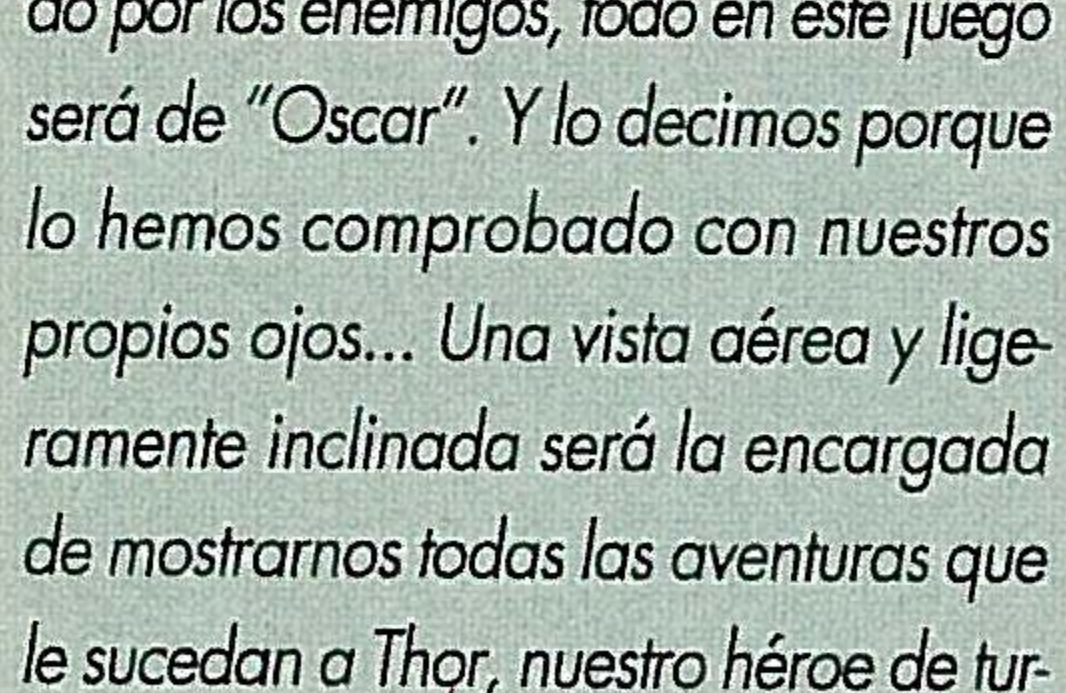 do por los enemigos, todo en este juego
será de "Oscar". Y lo decimos porque
lo hemos comprobado con nuestros
propios ojos... Una vista aérea y lige-
ramente inclinada será la encargada
de mostrarnos todas las aventuras que
le sucedan a Thor, nuestro héroe de tur-